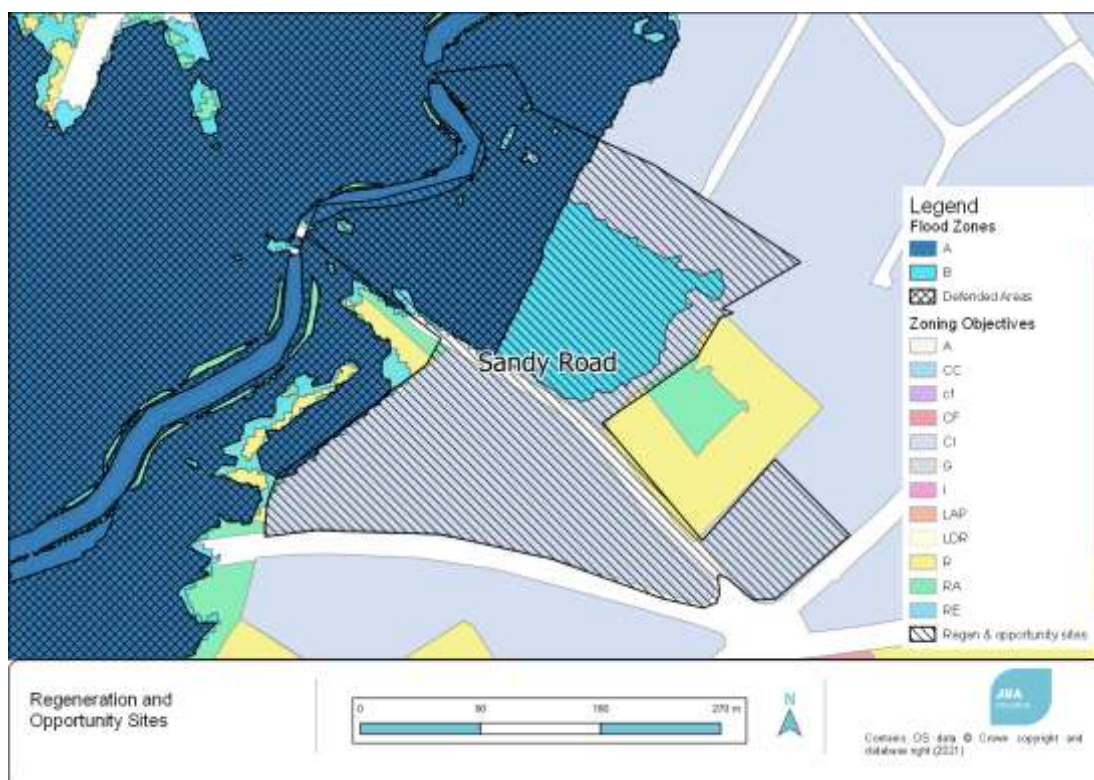 Sandy Road
Legend
Flood Zones
A
B
Defended Areas
Zoning Objectives
A
CC
cf
CF
CI
G
I
LAP
LDR
R
RA
RE
Regen & opportunity sites
Regeneration and
Opportunity Sites
0 90 180 270 m
N
JBA
Contains OS data © Crown copyright and
database right (2021)